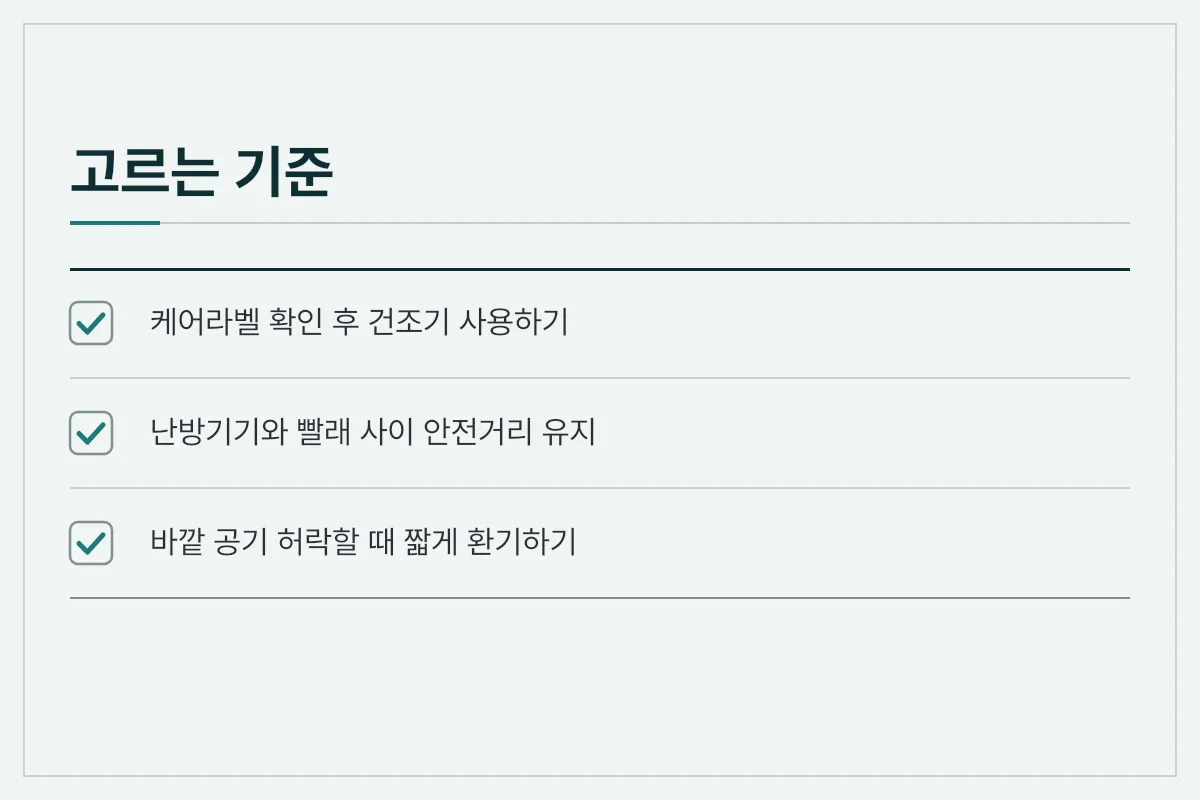 고르는 기준
케어라벨 확인 후 건조기 사용하기
난방기기와 빨래 사이 안전거리 유지
바깥 공기 허락할 때 짧게 환기하기